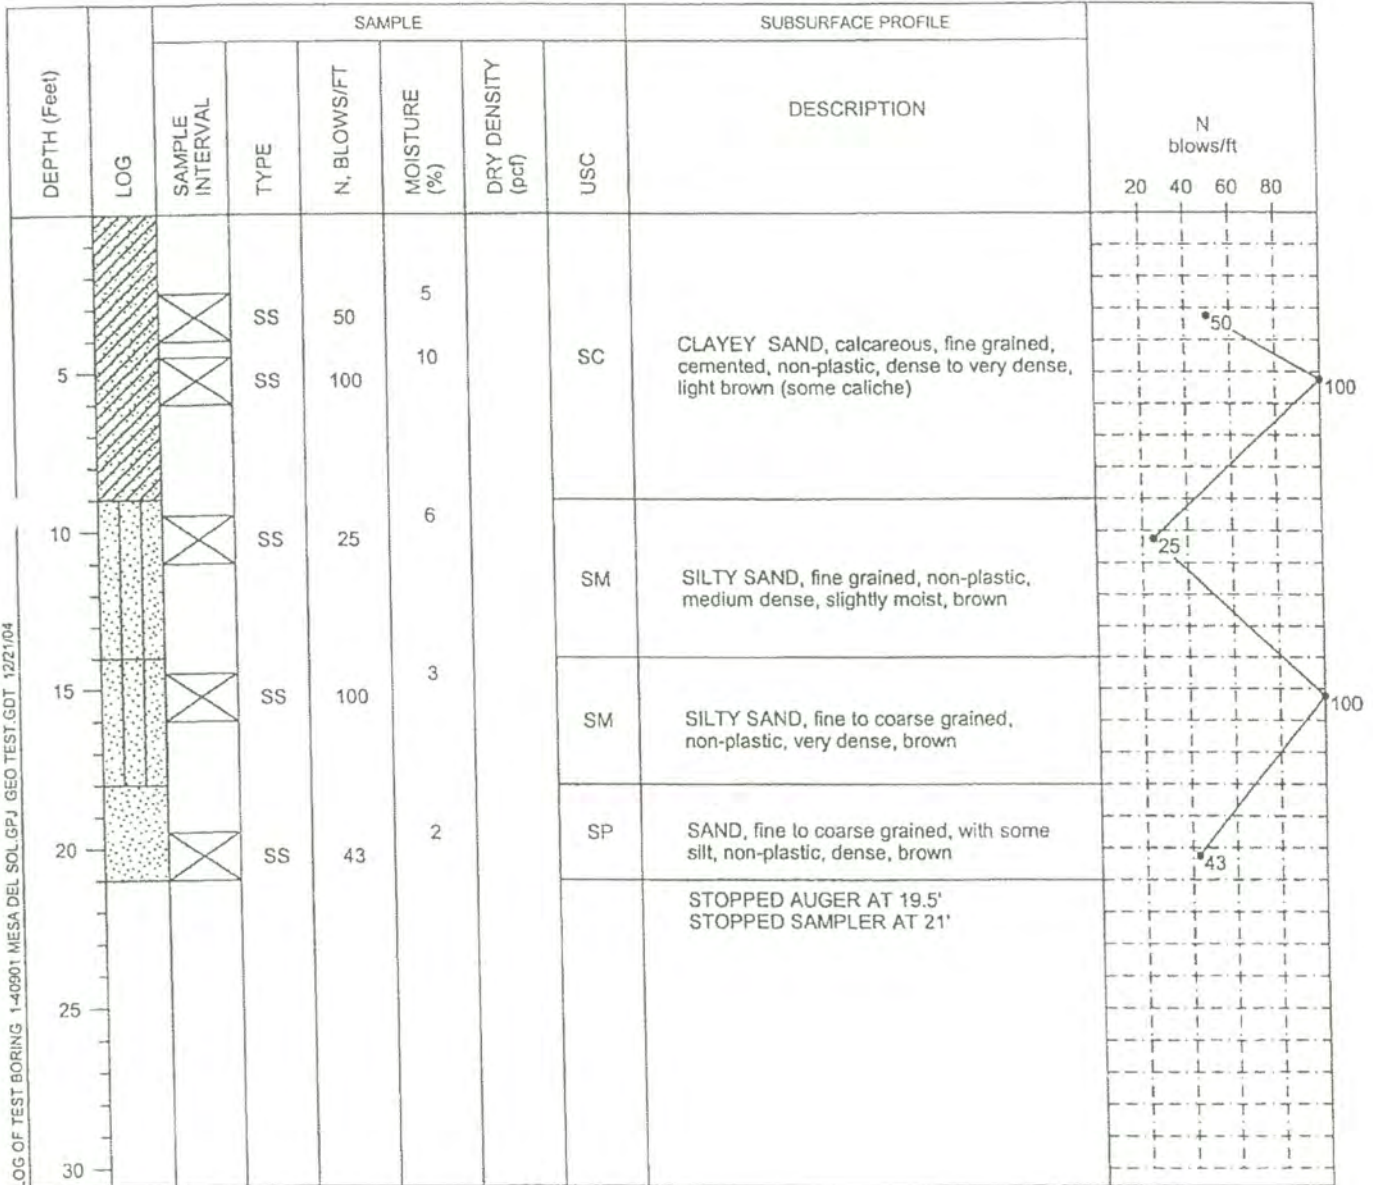 SAMPLE
SUBSURFACE PROFILE
DEPTH (Feet)
LOG
SAMPLE
INTERVAL
TYPE
N, BLOWS/FT
MOISTURE
(%)
DRY DENSITY
(pcf)
USC
DESCRIPTION
N
blows/ft
20 40 60 80
5
SS 50
50
10
5
SS 100
SC
CLAYEY SAND, calcareous, fine grained,
cemented, non-plastic, dense to very dense,
light brown (some caliche)
100
6
10
SS 25
25
SM
SILTY SAND, fine grained, non-plastic,
medium dense, slightly moist, brown
3
15
SS 100
100
SM
SILTY SAND, fine to coarse grained,
non-plastic, very dense, brown
2
20
SS 43
SP
SAND, fine to coarse grained, with some
silt, non-plastic, dense, brown
43
STOPPED AUGER AT 19.5'
STOPPED SAMPLER AT 21'
25
30
OG OF TEST BORING 1-40901 MESA DEL SOL.GPJ GEO TEST.GDT 12/21/04